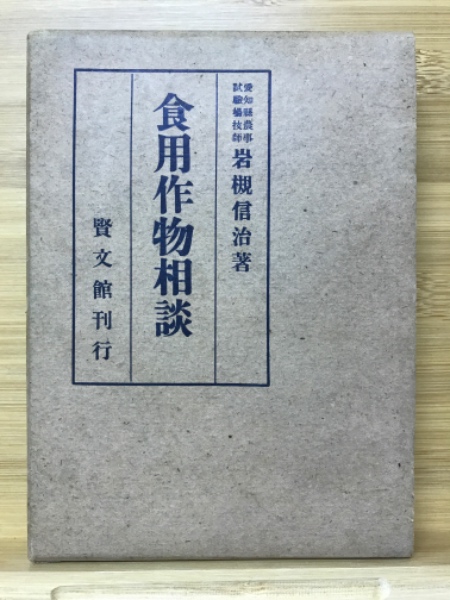 愛知縣農事
試驗場技師
岩槻信治著
食用作物相談
賢文館刊行